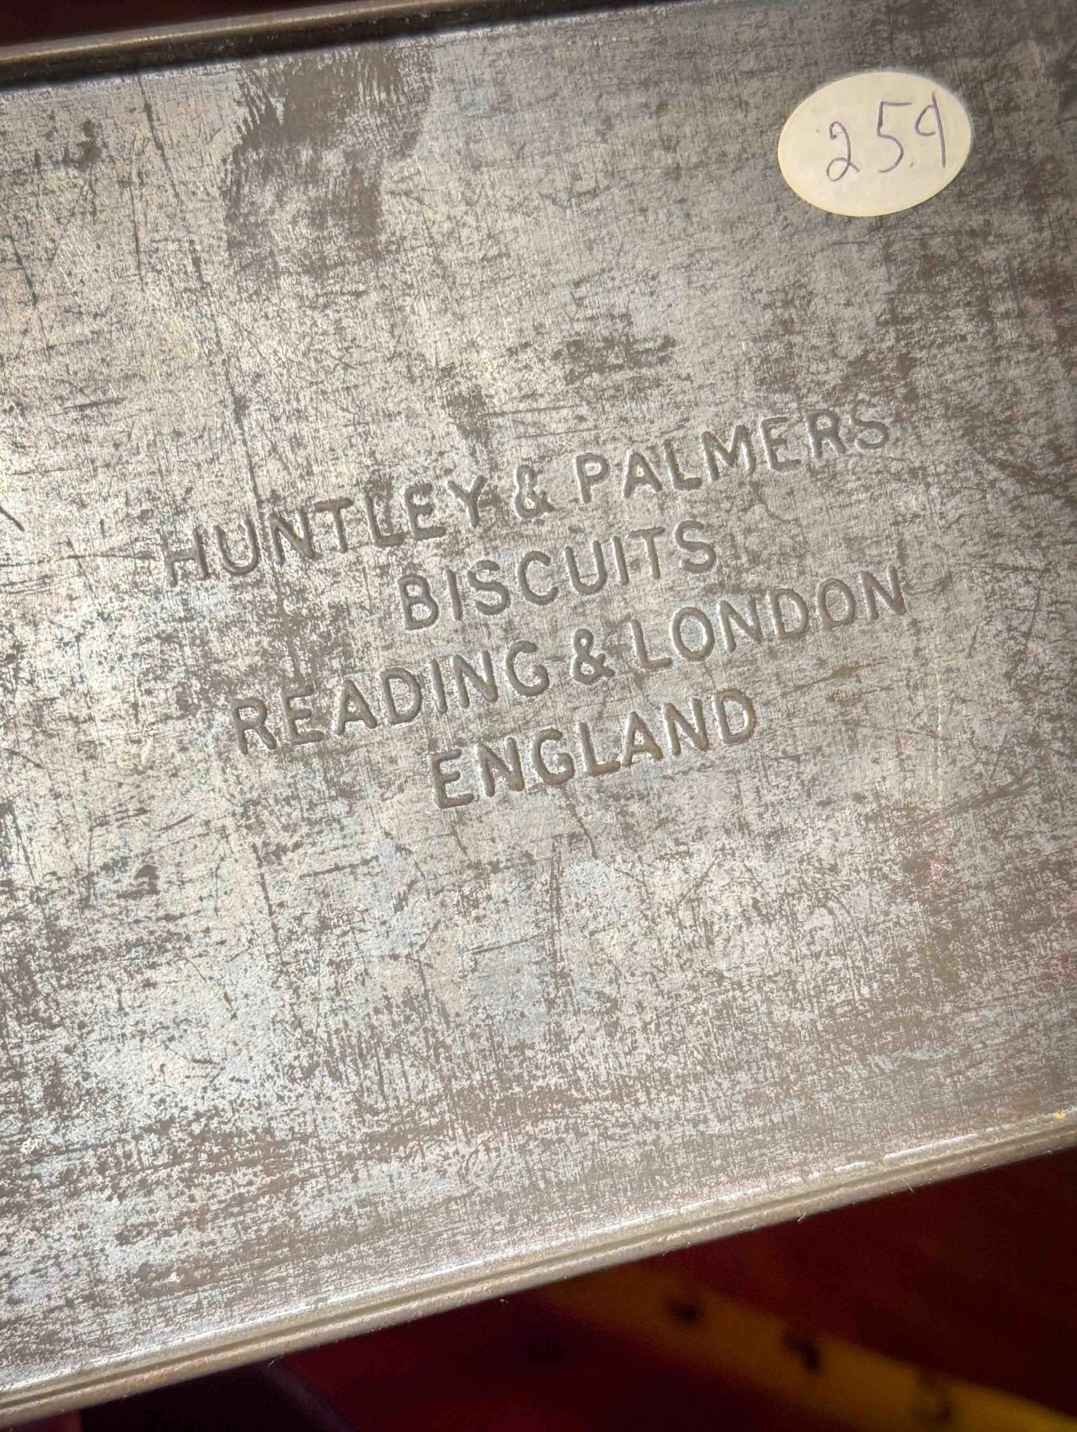 259
HUNTLEY & PALMERS
BISCUITS
READING & LONDON
ENGLAND